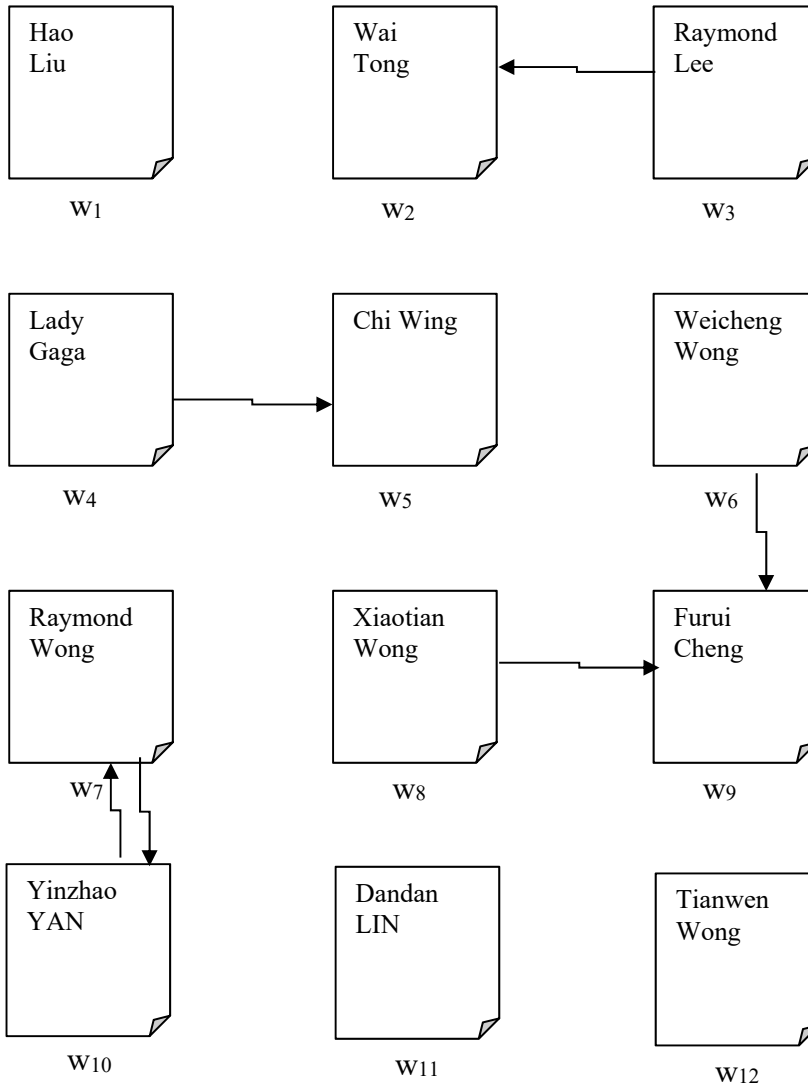 Hao
Liu
Wai
Tong
Raymond
Lee
w1
w2
w3
Lady
Gaga
Chi Wing
Weicheng
Wong
w4
w5
w6
Raymond
Wong
Xiaotian
Wong
Furui
Cheng
w7
w8
w9
Yinzhao
YAN
Dandan
LIN
Tianwen
Wong
w10
w11
w12